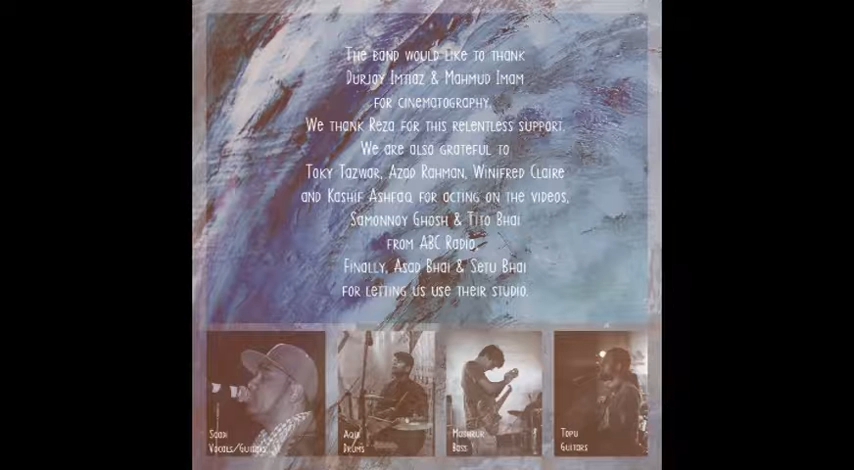 The band would like to thank
Durjay Imtiaz & Mahmud Imam
for cinematography.
We thank Reza for this relentless support.
We are also grateful to
Toky Tazwar, Azad Rahman, Winifred Claire
and Kashif Ashfaq for acting on the videos,
Samonnoy Ghosh & Tito Bhai
from ABC Radio,
Finally, Asad Bhai & Setu Bhai
for letting us use their studio.
Saadi
Vocals/Guitars
Drums
Bass
Topu
Guitars